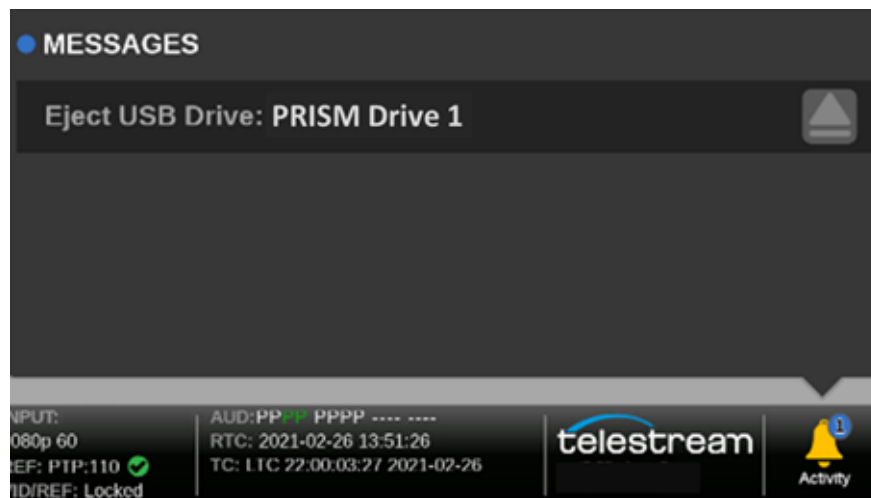 MESSAGES
Eject USB Drive: PRISM Drive 1
NPUT:
080p 60
EF: PTP:110
ID/REF: Locked
AUD:PPPP PPPP ---- ----
RTC: 2021-02-26 13:51:26
TC: LTC 22:00:03:27 2021-02-26
telestream
1
Activity